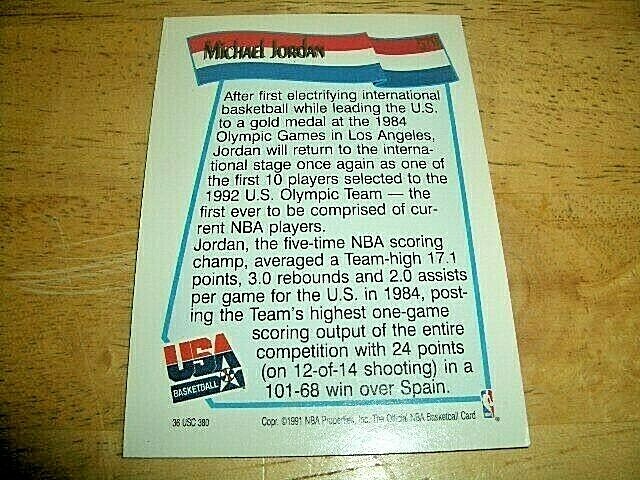 MICHAEL JORDAN
After first electrifying international
basketball while leading the U.S.
to a gold medal at the 1984
Olympic Games in Los Angeles,
Jordan will return to the interna-
tional stage once again as one of
the first 10 players selected to the
1992 U.S. Olympic Team — the
first ever to be comprised of cur-
rent NBA players.
Jordan, the five-time NBA scoring
champ, averaged a Team-high 17.1
points, 3.0 rebounds and 2.0 assists
per game for the U.S. in 1984, post-
ing the Team's highest one-game
scoring output of the entire
competition with 24 points
(on 12-of-14 shooting) in a
101-68 win over Spain.
USA
BASKETBALL
36 USC 380
Copr. ©1991 NBA Properties, Inc. The Official NBA Basketball Card